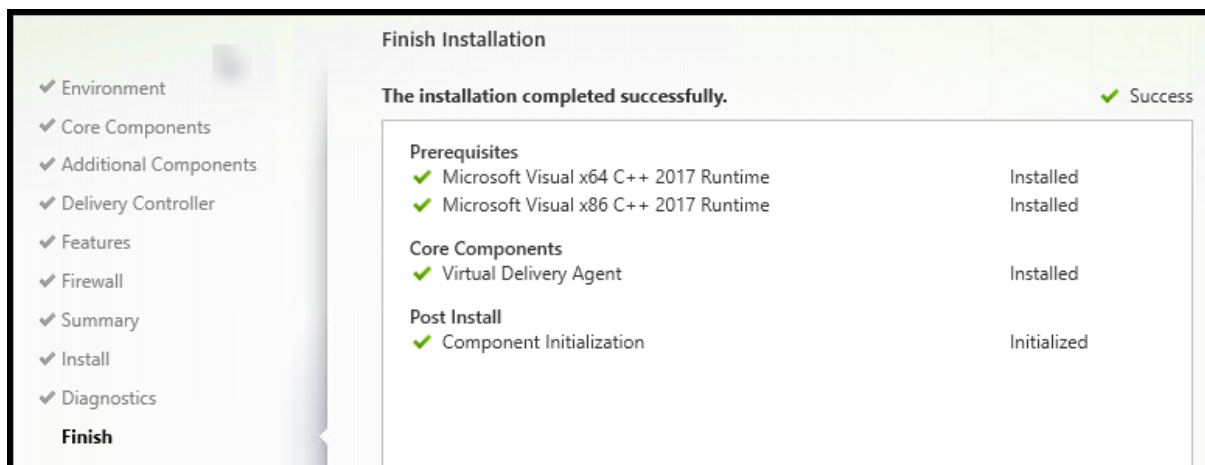 Finish Installation
Environment
Core Components
Additional Components
Delivery Controller
Features
Firewall
Summary
Install
Diagnostics
Finish
The installation completed successfully.
Success
Prerequisites
Microsoft Visual x64 C++ 2017 Runtime Installed
Microsoft Visual x86 C++ 2017 Runtime Installed
Core Components
Virtual Delivery Agent Installed
Post Install
Component Initialization Initialized